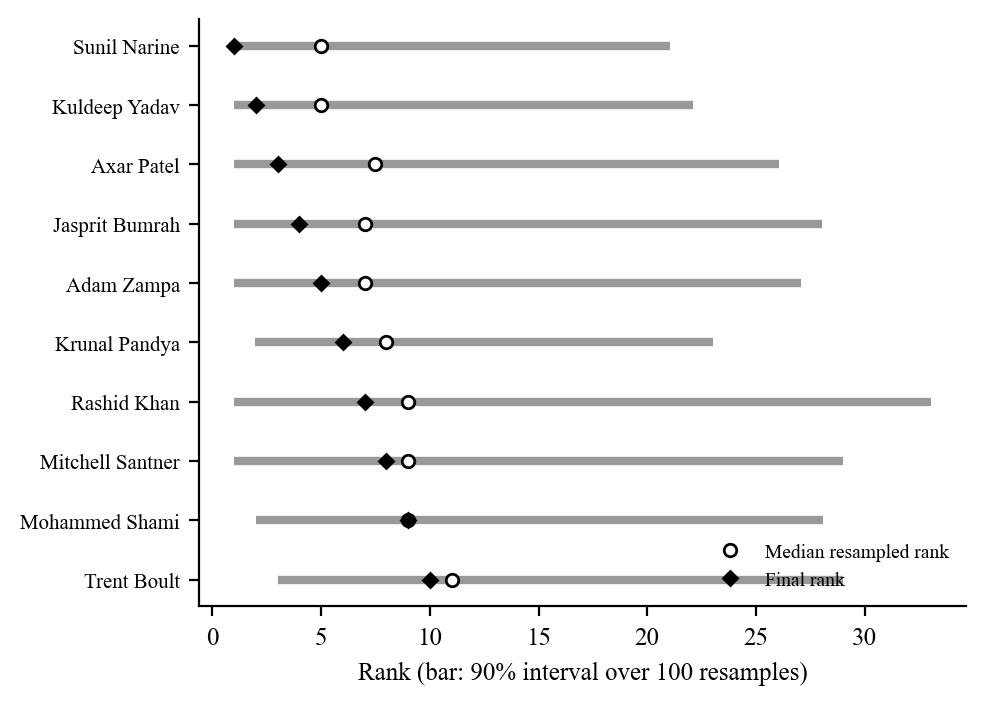 Sunil Narine
Kuldeep Yadav
Axar Patel
Jasprit Bumrah
Adam Zampa
Krunal Pandya
Rashid Khan
Mitchell Santner
Mohammed Shami
Trent Boult
Median resampled rank
Final rank
0 5 10 15 20 25 30
Rank (bar: 90% interval over 100 resamples)